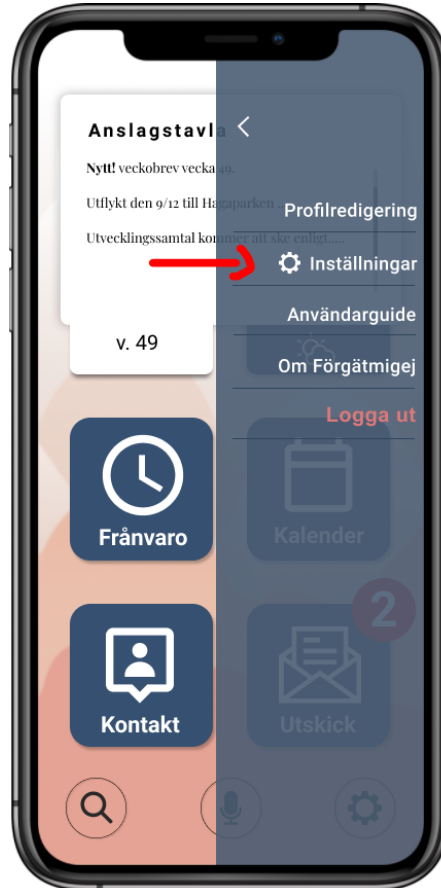 Anslagstavla
Nytt! veckobrev vecka 49.
Utflykt den 9/12 till Hagaparken ...
Utvecklingssamtal kommer att ske enligt.....
Profilredigering
Inställningar
Användarguide
Om Förgätmigej
Logga ut
v. 49
Frånvaro
Kalender
2
Kontakt
Utskick